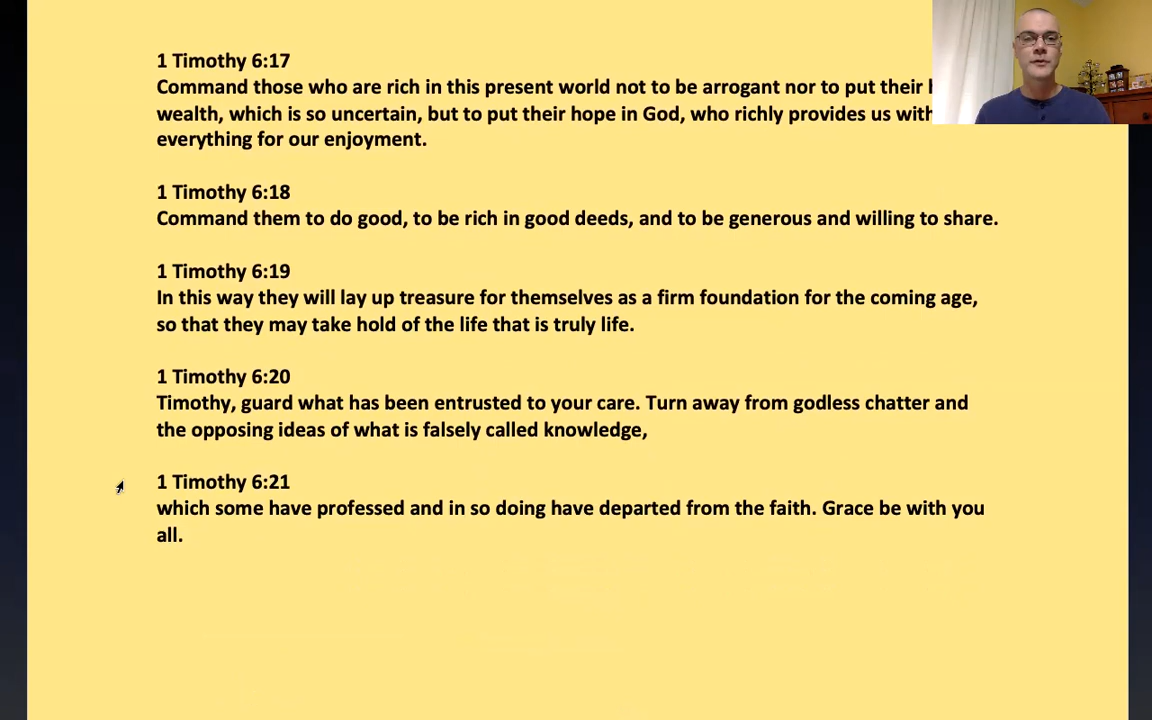 1 Timothy 6:17
Command those who are rich in this present world not to be arrogant nor to put their
wealth, which is so uncertain, but to put their hope in God, who richly provides us with
everything for our enjoyment.
1 Timothy 6:18
Command them to do good, to be rich in good deeds, and to be generous and willing to share.
1 Timothy 6:19
In this way they will lay up treasure for themselves as a firm foundation for the coming age,
so that they may take hold of the life that is truly life.
1 Timothy 6:20
Timothy, guard what has been entrusted to your care. Turn away from godless chatter and
the opposing ideas of what is falsely called knowledge,
1 Timothy 6:21
which some have professed and in so doing have departed from the faith. Grace be with you
all.